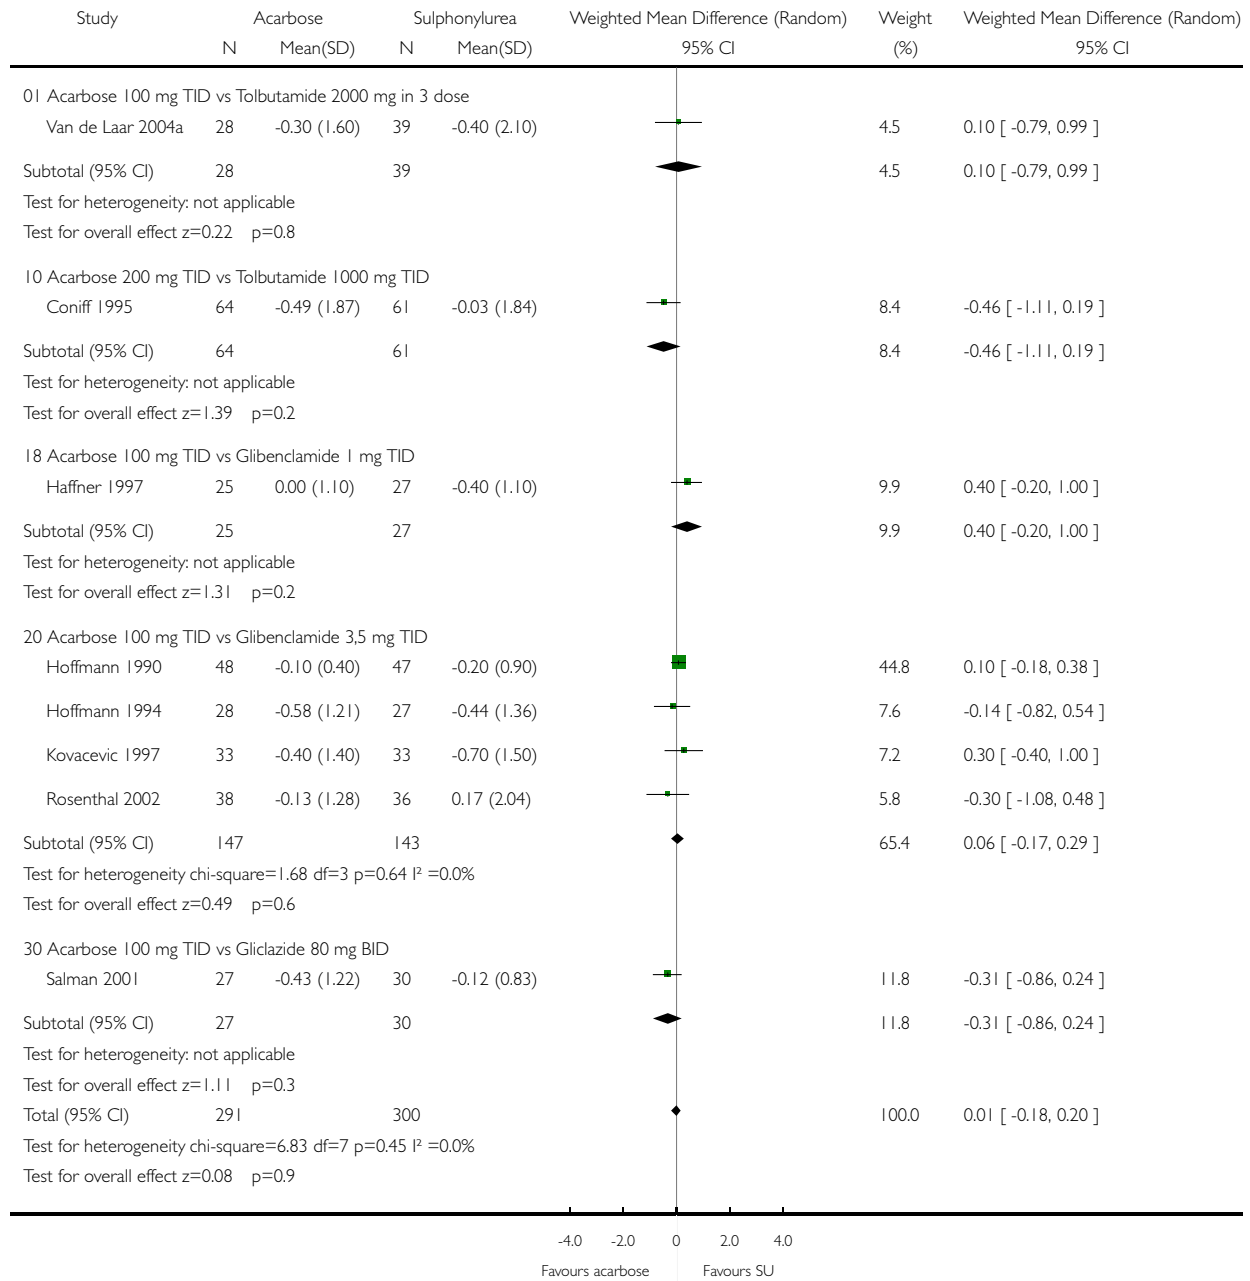 Study Acarbose Sulphonylurea Weighted Mean Difference (Random) Weight Weighted Mean Difference (Random)
N Mean(SD) N Mean(SD) 95% CI (%) 95% CI
01 Acarbose 100 mg TID vs Tolbutamide 2000 mg in 3 dose
Van de Laar 2004a 28 -0.30 (1.60) 39 -0.40 (2.10) 4.5 0.10 [ -0.79, 0.99 ]
Subtotal (95% CI) 28 39 4.5 0.10 [ -0.79, 0.99 ]
Test for heterogeneity: not applicable
Test for overall effect z=0.22 p=0.8
10 Acarbose 200 mg TID vs Tolbutamide 1000 mg TID
Coniff 1995 64 -0.49 (1.87) 61 -0.03 (1.84) 8.4 -0.46 [ -1.11, 0.19 ]
Subtotal (95% CI) 64 61 8.4 -0.46 [ -1.11, 0.19 ]
Test for heterogeneity: not applicable
Test for overall effect z=1.39 p=0.2
18 Acarbose 100 mg TID vs Glibenclamide 1 mg TID
Haffner 1997 25 0.00 (1.10) 27 -0.40 (1.10) 9.9 0.40 [ -0.20, 1.00 ]
Subtotal (95% CI) 25 27 9.9 0.40 [ -0.20, 1.00 ]
Test for heterogeneity: not applicable
Test for overall effect z=1.31 p=0.2
20 Acarbose 100 mg TID vs Glibenclamide 3,5 mg TID
Hoffmann 1990 48 -0.10 (0.40) 47 -0.20 (0.90) 44.8 0.10 [ -0.18, 0.38 ]
Hoffmann 1994 28 -0.58 (1.21) 27 -0.44 (1.36) 7.6 -0.14 [ -0.82, 0.54 ]
Kovacevic 1997 33 -0.40 (1.40) 33 -0.70 (1.50) 7.2 0.30 [ -0.40, 1.00 ]
Rosenthal 2002 38 -0.13 (1.28) 36 0.17 (2.04) 5.8 -0.30 [ -1.08, 0.48 ]
Subtotal (95% CI) 147 143 65.4 0.06 [ -0.17, 0.29 ]
Test for heterogeneity chi-square=1.68 df=3 p=0.64 I² =0.0%
Test for overall effect z=0.49 p=0.6
30 Acarbose 100 mg TID vs Gliclazide 80 mg BID
Salman 2001 27 -0.43 (1.22) 30 -0.12 (0.83) 11.8 -0.31 [ -0.86, 0.24 ]
Subtotal (95% CI) 27 30 11.8 -0.31 [ -0.86, 0.24 ]
Test for heterogeneity: not applicable
Test for overall effect z=1.11 p=0.3
Total (95% CI) 291 300 100.0 0.01 [ -0.18, 0.20 ]
Test for heterogeneity chi-square=6.83 df=7 p=0.45 I² =0.0%
Test for overall effect z=0.08 p=0.9
-4.0 -2.0 0 2.0 4.0
Favours acarbose Favours SU